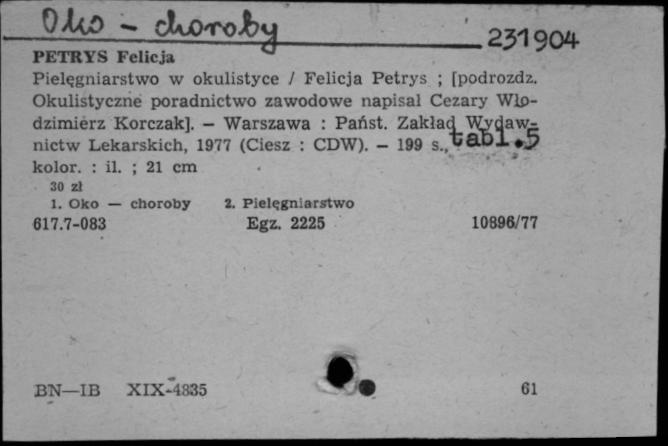 Oko - choroby
231904
PETRYS Felicja
Pielęgniarstwo w okulistyce / Felicja Petrys ; [podrozdz.
Okulistyczne poradnictwo zawodowe napisal Cezary Wło-
dzimierz Korczak]. — Warszawa : Państ. Zakład Wydaw-
nictw Lekarskich, 1977 (Ciesz : CDW). — 199 s., tabl. 5
kolor. : il. ; 21 cm
30 zł
1. Oko — choroby 2. Pielęgniarstwo
617.7-083 Egz. 2225 10896/77
BN—IB XIX-4835 61